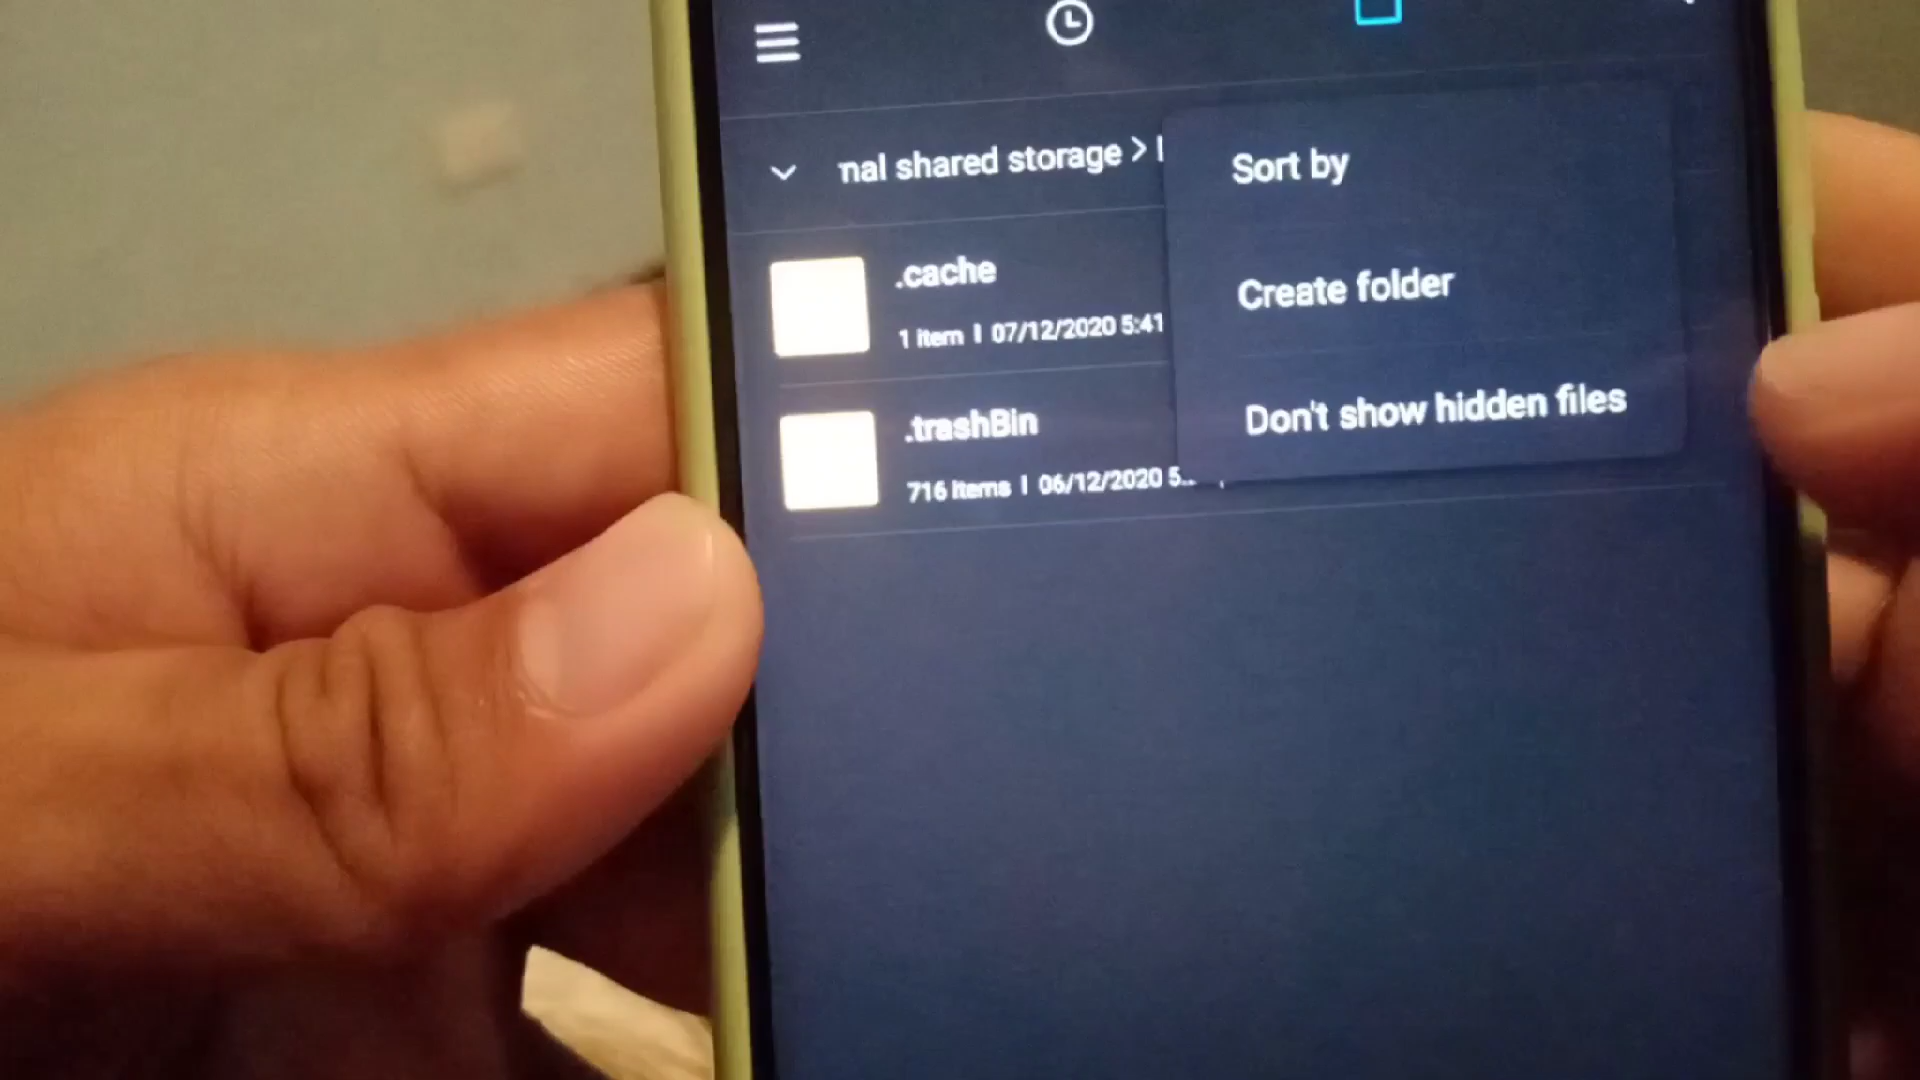 nal shared storage >
Sort by
.cache
1 item | 07/12/2020 5:41
Create folder
.trashBin
716 items | 06/12/2020 5...
Don't show hidden files